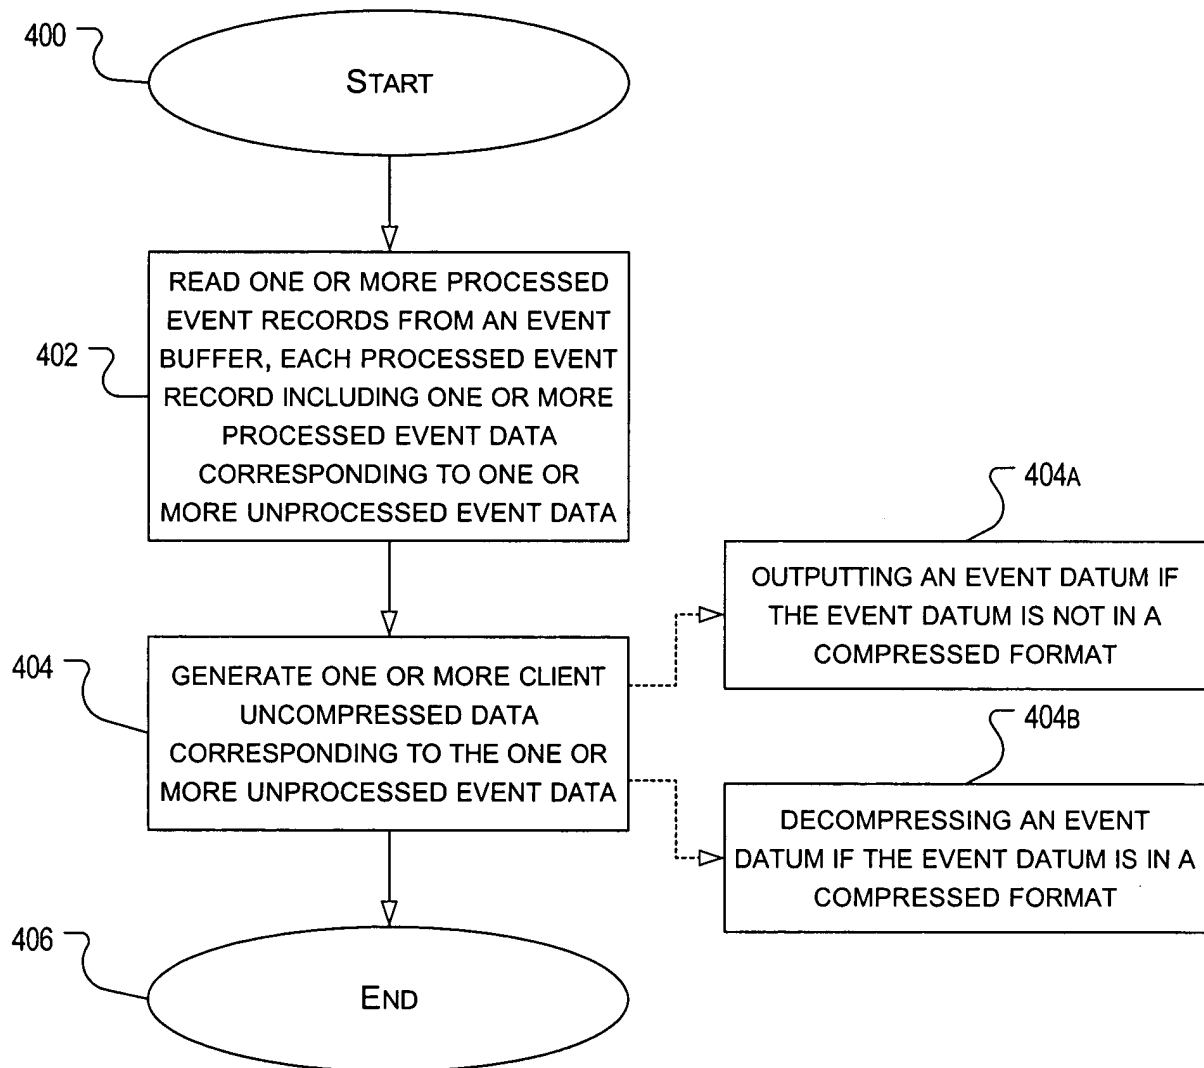 400
START
READ ONE OR MORE PROCESSED
EVENT RECORDS FROM AN EVENT
BUFFER, EACH PROCESSED EVENT
RECORD INCLUDING ONE OR MORE
PROCESSED EVENT DATA
CORRESPONDING TO ONE OR
MORE UNPROCESSED EVENT DATA
402
404A
OUTPUTTING AN EVENT DATUM IF
THE EVENT DATUM IS NOT IN A
COMPRESSED FORMAT
404
GENERATE ONE OR MORE CLIENT
UNCOMPRESSED DATA
CORRESPONDING TO THE ONE OR
MORE UNPROCESSED EVENT DATA
404B
DECOMPRESSING AN EVENT
DATUM IF THE EVENT DATUM IS IN A
COMPRESSED FORMAT
406
END